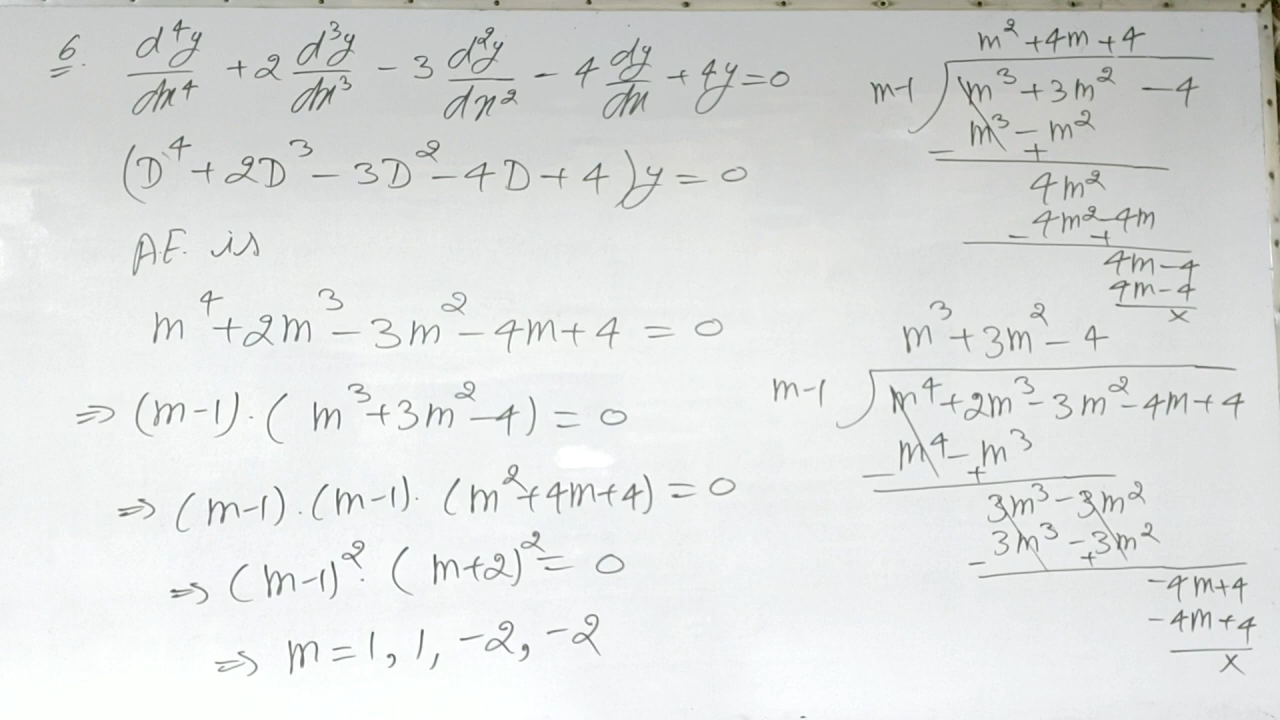 6. d⁴y/dx⁴ + 2 d³y/dx³ - 3 d²y/dx² - 4 dy/dx + 4y = 0
(D⁴ + 2D³ - 3D² - 4D + 4)y = 0
A.E. is
m⁴ + 2m³ - 3m² - 4m + 4 = 0
⇒ (m-1)·(m³ + 3m² - 4) = 0
⇒ (m-1)·(m-1)·(m² + 4m + 4) = 0
⇒ (m-1)²·(m+2)² = 0
⇒ m = 1, 1, -2, -2
m² + 4m + 4
m-1 ) m³ + 3m² - 4
m³ - m²
- +
4m²
4m² - 4m
- +
4m - 4
4m - 4
x
m³ + 3m² - 4
m-1 ) m⁴ + 2m³ - 3m² - 4m + 4
m⁴ - m³
- +
3m³ - 3m²
3m³ - 3m²
- +
-4m + 4
-4m + 4
x